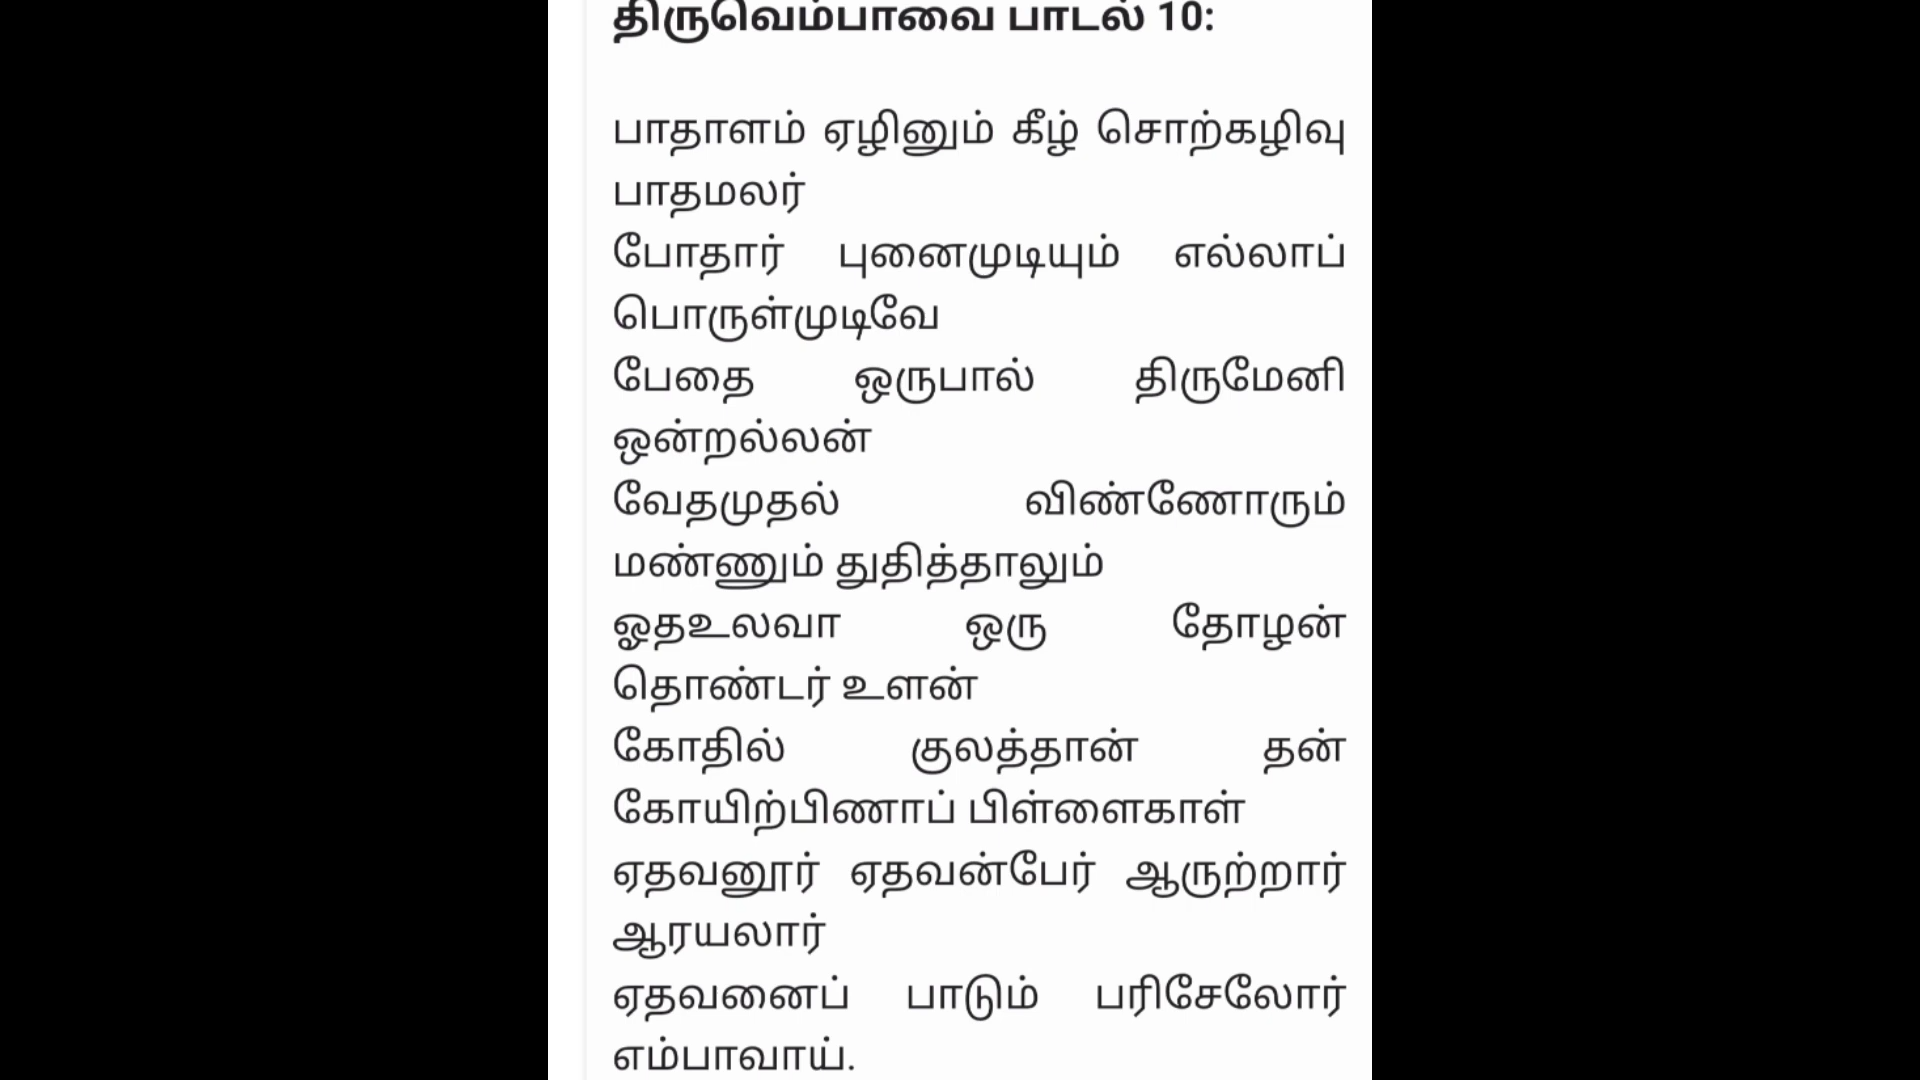 திருவெம்பாவை பாடல் 10:
பாதாளம் ஏழினும் கீழ் சொற்கழிவு
பாதமலர்
போதார் புனைமுடியும் எல்லாப்
பொருள்முடிவே
பேதை ஒருபால் திருமேனி
ஒன்றல்லன்
வேதமுதல் விண்ணோரும்
மண்ணும் துதித்தாலும்
ஓதஉலவா ஒரு தோழன்
தொண்டர் உளன்
கோதில் குலத்தான் தன்
கோயிற்பிணாப் பிள்ளைகாள்
ஏதவனூர் ஏதவன்பேர் ஆருற்றார்
ஆரயலார்
ஏதவனைப் பாடும் பரிசேலோர்
எம்பாவாய்.